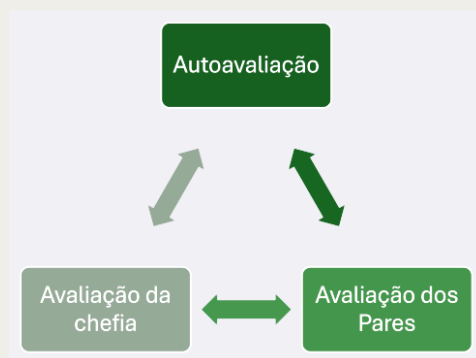 Autoavaliação
Avaliação da
chefia
Avaliação dos
Pares